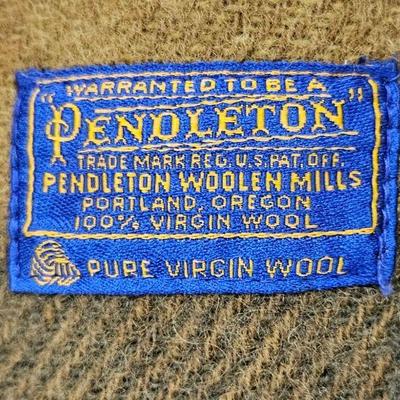 WARRANTED TO BE A
"PENDLETON"
TRADE MARK REG. U.S. PAT. OFF.
PENDLETON WOOLEN MILLS
PORTLAND, OREGON
100% VIRGIN WOOL
PURE VIRGIN WOOL